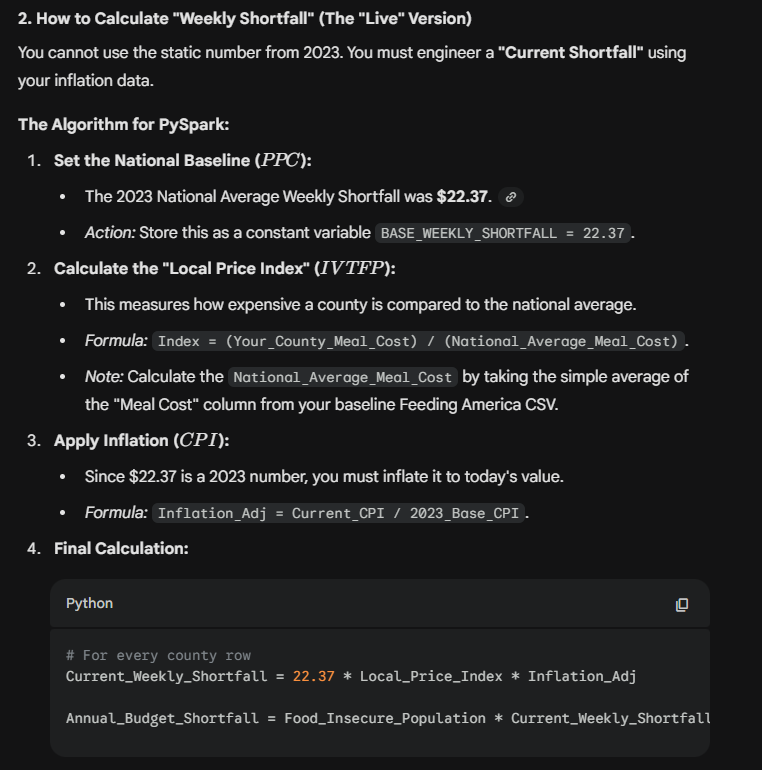 2. How to Calculate "Weekly Shortfall" (The "Live" Version)
You cannot use the static number from 2023. You must engineer a "Current Shortfall" using
your inflation data.
The Algorithm for PySpark:
1. Set the National Baseline (PPC):
• The 2023 National Average Weekly Shortfall was $22.37.
• Action: Store this as a constant variable BASE_WEEKLY_SHORTFALL = 22.37.
2. Calculate the "Local Price Index" (IVTFP):
• This measures how expensive a county is compared to the national average.
• Formula: Index = (Your_County_Meal_Cost) / (National_Average_Meal_Cost).
• Note: Calculate the National_Average_Meal_Cost by taking the simple average of
the "Meal Cost" column from your baseline Feeding America CSV.
3. Apply Inflation (CPI):
• Since $22.37 is a 2023 number, you must inflate it to today's value.
• Formula: Inflation_Adj = Current_CPI / 2023_Base_CPI.
4. Final Calculation:
Python
# For every county row
Current_Weekly_Shortfall = 22.37 * Local_Price_Index * Inflation_Adj
Annual_Budget_Shortfall = Food_Insecure_Population * Current_Weekly_Shortfall